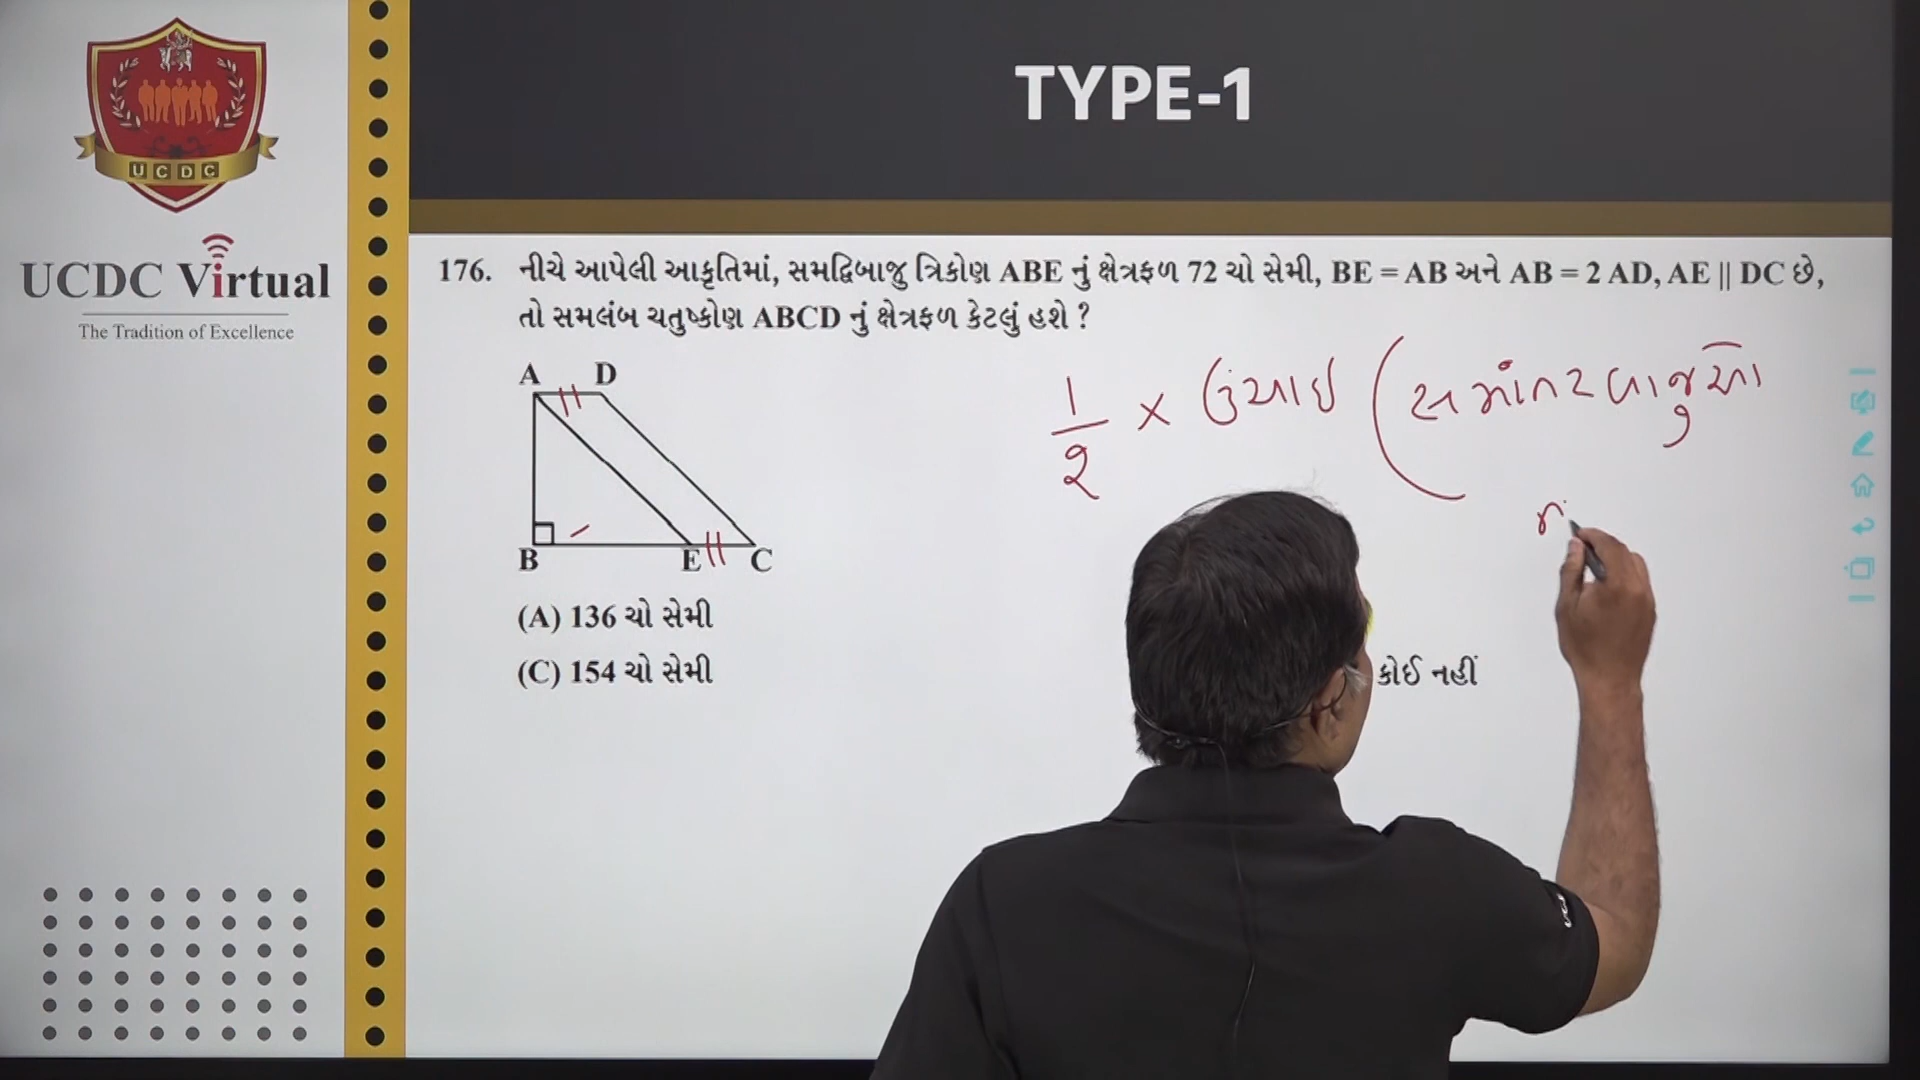 TYPE-1
UCDC
UCDC Virtual
The Tradition of Excellence
176. નીચે આપેલી આકૃતિમાં, સમદ્વિબાજુ ત્રિકોણ ABE નું ક્ષેત્રફળ 72 ચો સેમી, BE = AB અને AB = 2 AD, AE || DC છે,
તો સમલંબ ચતુષ્કોણ ABCD નું ક્ષેત્રફળ કેટલું હશે ?
A D
B E C
1/2 × ઉંચાઇ ( સમાંતર બાજુઓ
(A) 136 ચો સેમી
(C) 154 ચો સેમી
કોઈ નહીં